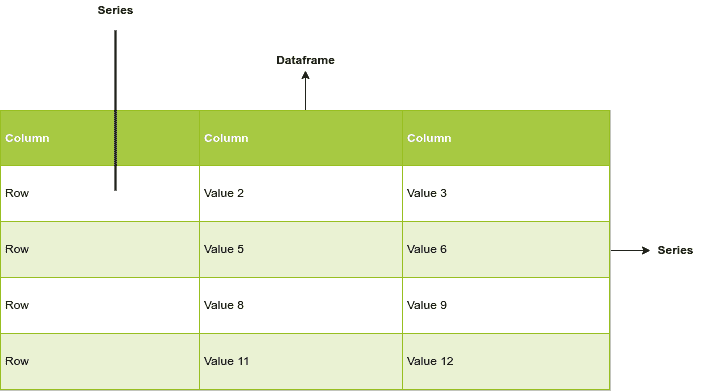 Series
Dataframe
Column Column Column
Row Value 2 Value 3
Row Value 5 Value 6
Series
Row Value 8 Value 9
Row Value 11 Value 12